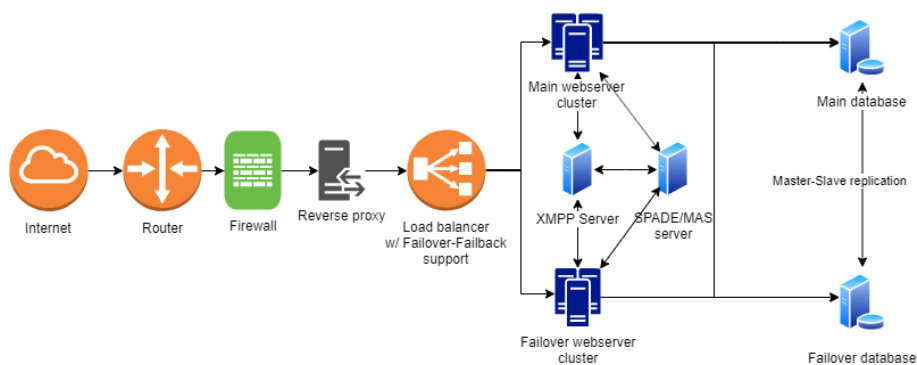 Internet
Router
Firewall
Reverse proxy
Load balancer
w/ Failover-Failback
support
Main webserver
cluster
XMPP Server
SPADE/MAS
server
Failover webserver
cluster
Main database
Master-Slave replication
Failover database